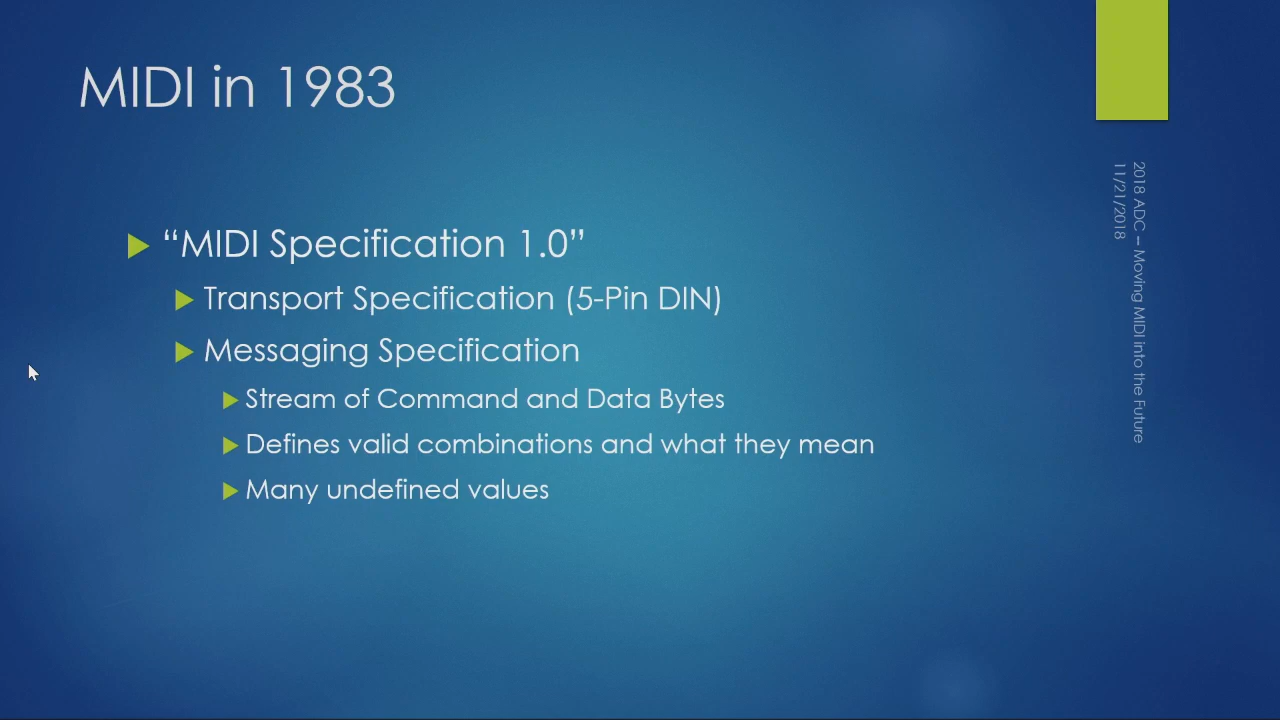 MIDI in 1983
“MIDI Specification 1.0”
Transport Specification (5-Pin DIN)
Messaging Specification
Stream of Command and Data Bytes
Defines valid combinations and what they mean
Many undefined values
2018 ADC – Moving MIDI into the Future
11/21/2018